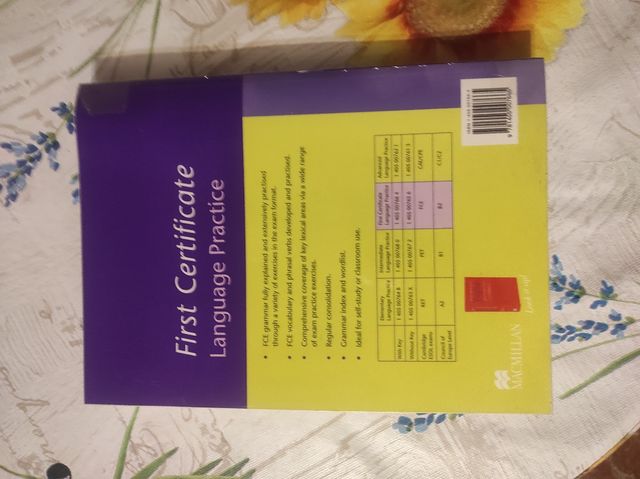 First Certificate
Language Practice
• FCE grammar fully explained and extensively practised
through a variety of exercises in the exam format.
• FCE vocabulary and phrasal verbs developed and practised.
• Comprehensive coverage of key lexical areas via a wide range
of exam practice exercises.
• Regular consolidation.
• Grammar index and wordlist.
• Ideal for self-study or classroom use.
Elementary Language Practice Intermediate Language Practice First Certificate Language Practice Advanced Language Practice
With Key
Without Key
Cambridge ESOL exams KET PET FCE CAE/CPE
Council of Europe Level A2 B1 B2 C1/C2
MACMILLAN